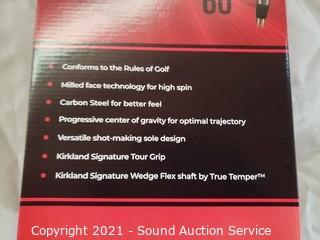 60
Conforms to the Rules of Golf
Milled face technology for high spin
Carbon Steel for better feel
Progressive center of gravity for optimal trajectory
Versatile shot-making sole design
Kirkland Signature Tour Grip
Kirkland Signature Wedge Flex shaft by True Temper™
Copyright 2021 - Sound Auction Service